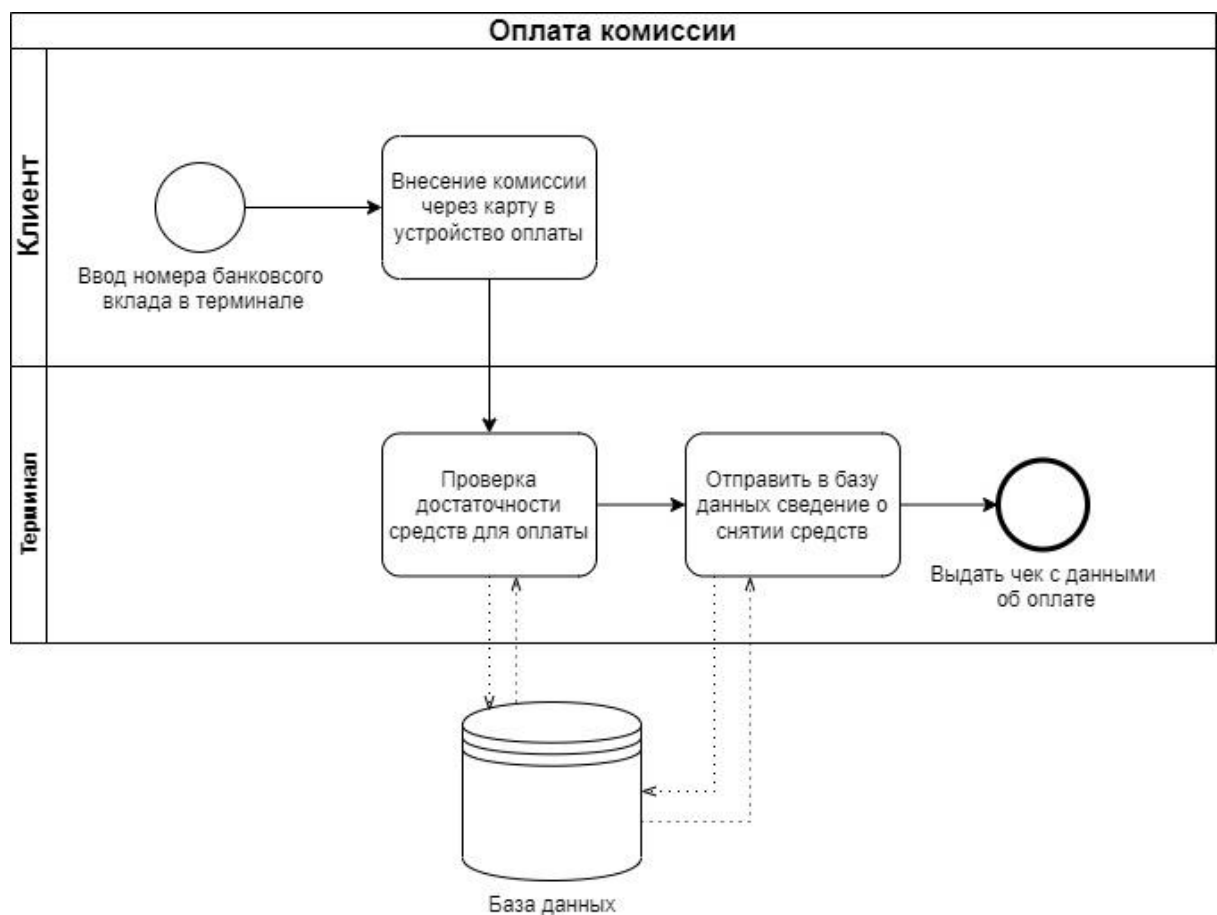 Оплата комиссии
Клиент
Внесение комиссии
через карту в
устройство оплаты
Ввод номера банковсого
вклада в терминале
Терминал
Проверка
достаточности
средств для оплаты
Отправить в базу
данных сведение о
снятии средств
Выдать чек с данными
об оплате
База данных